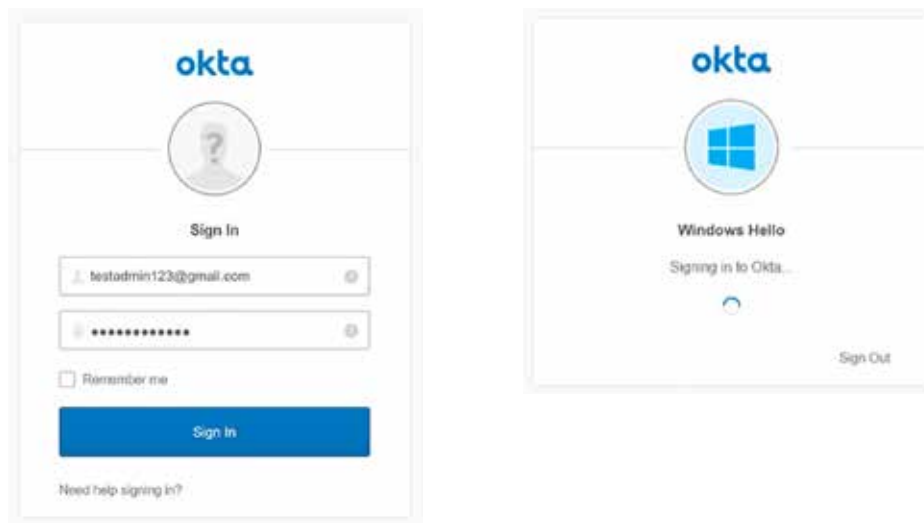 okta
Sign In
testadmin123@gmail.com
••••••••••••
Remember me
Sign In
Need help signing in?
okta
Windows Hello
Signing in to Okta...
Sign Out